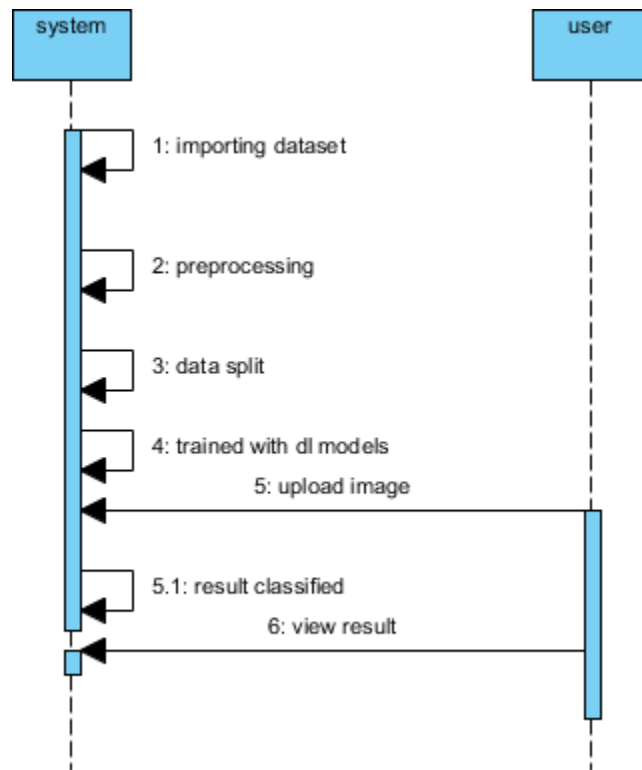 system
user
1: importing dataset
2: preprocessing
3: data split
4: trained with dl models
5: upload image
5.1: result classified
6: view result